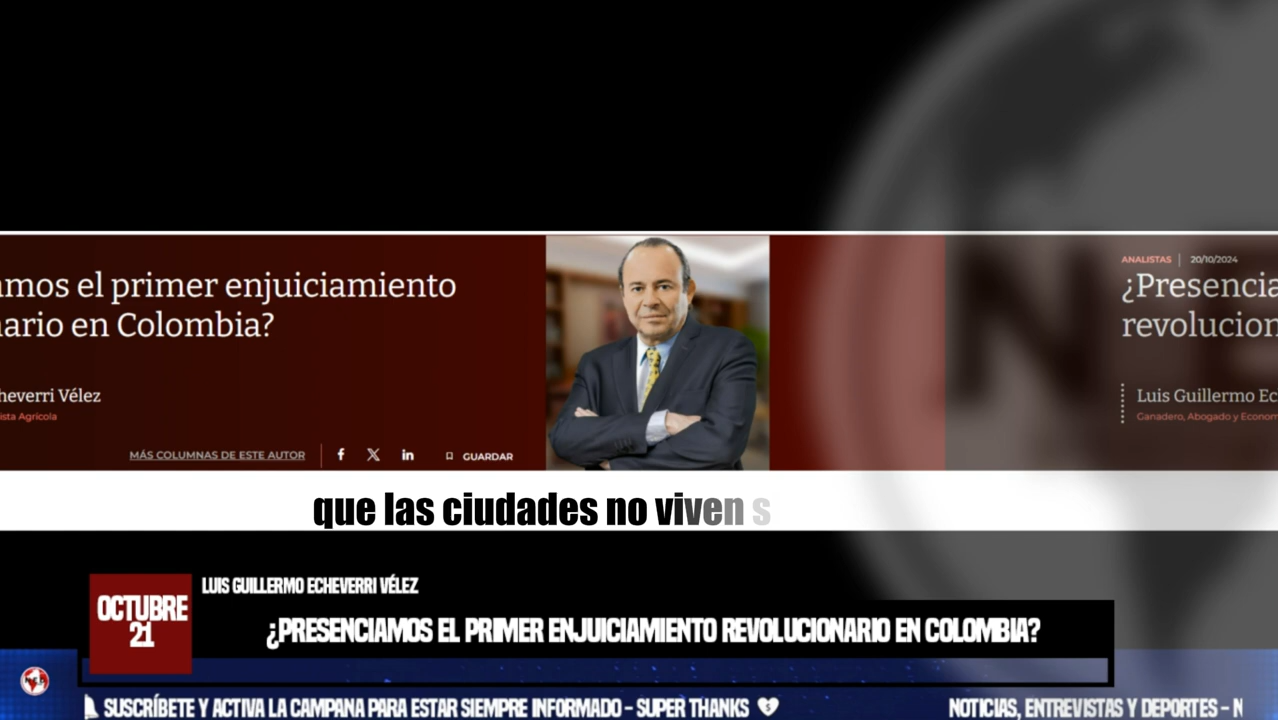 amos el primer enjuiciamiento
nario en Colombia?
heverri Vélez
ista Agrícola
MÁS COLUMNAS DE ESTE AUTOR
GUARDAR
ANALISTAS | 20/10/2024
¿Presencia
revolucion
Luis Guillermo Ec
Ganadero, Abogado y Econom
que las ciudades no viven s
OCTUBRE
21
LUIS GUILLERMO ECHEVERRI VÉLEZ
¿PRESENCIAMOS EL PRIMER ENJUICIAMIENTO REVOLUCIONARIO EN COLOMBIA?
SUSCRÍBETE Y ACTIVA LA CAMPANA PARA ESTAR SIEMPRE INFORMADO - SUPER THANKS
NOTICIAS, ENTREVISTAS Y DEPORTES - N